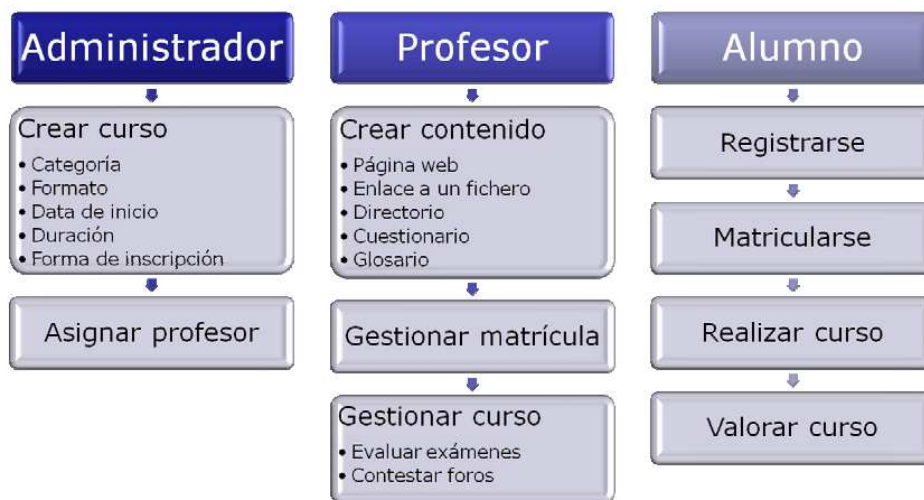 Administrador
Crear curso
• Categoría
• Formato
• Data de inicio
• Duración
• Forma de inscripción
Asignar profesor
Profesor
Crear contenido
• Página web
• Enlace a un fichero
• Directorio
• Cuestionario
• Glosario
Gestionar matrícula
Gestionar curso
• Evaluar exámenes
• Contestar foros
Alumno
Registrarse
Matricularse
Realizar curso
Valorar curso